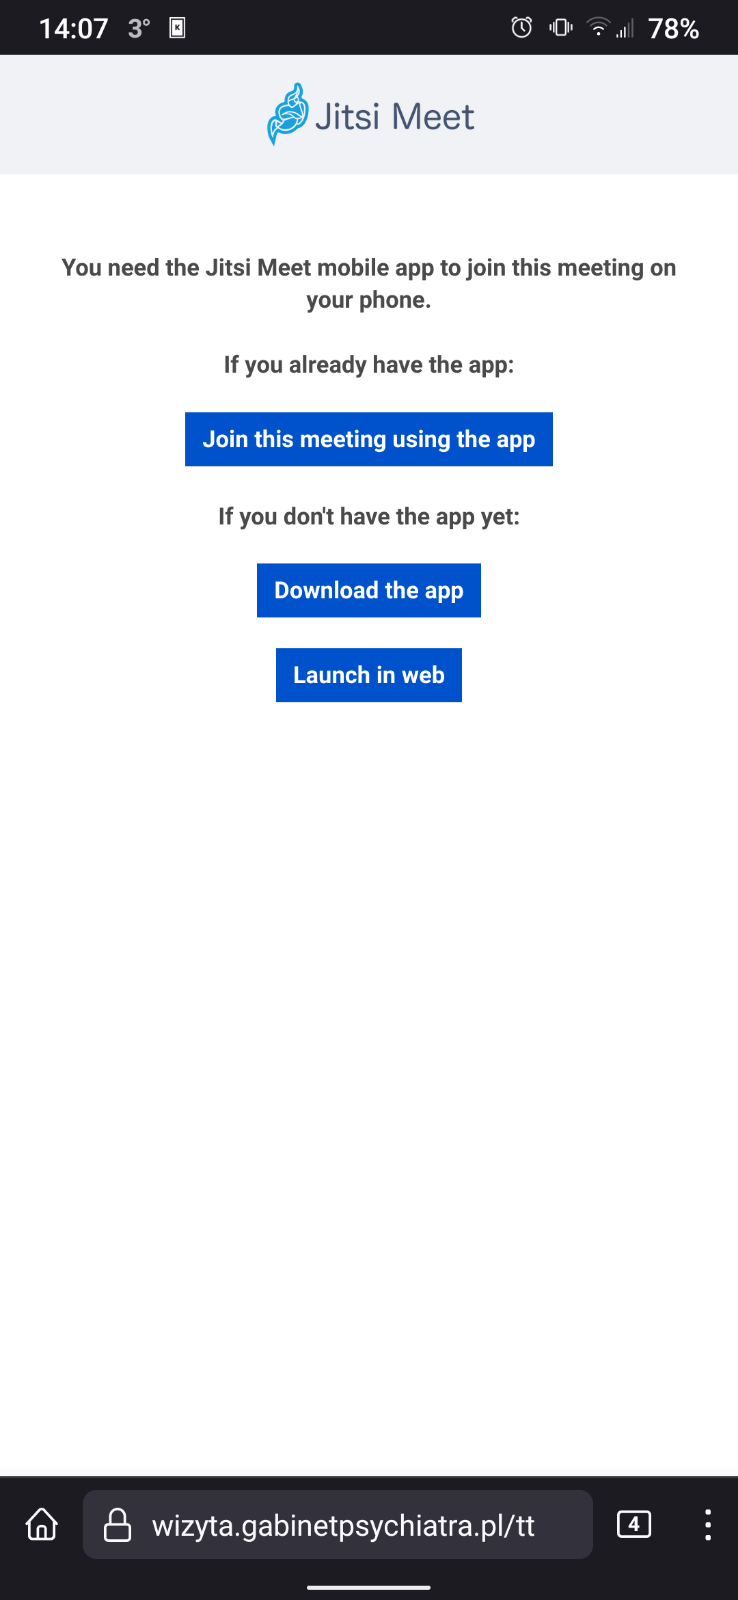 14:07 3° K 78%
Jitsi Meet
You need the Jitsi Meet mobile app to join this meeting on
your phone.
If you already have the app:
Join this meeting using the app
If you don't have the app yet:
Download the app
Launch in web
wizyta.gabinetpsychiatra.pl/tt 4